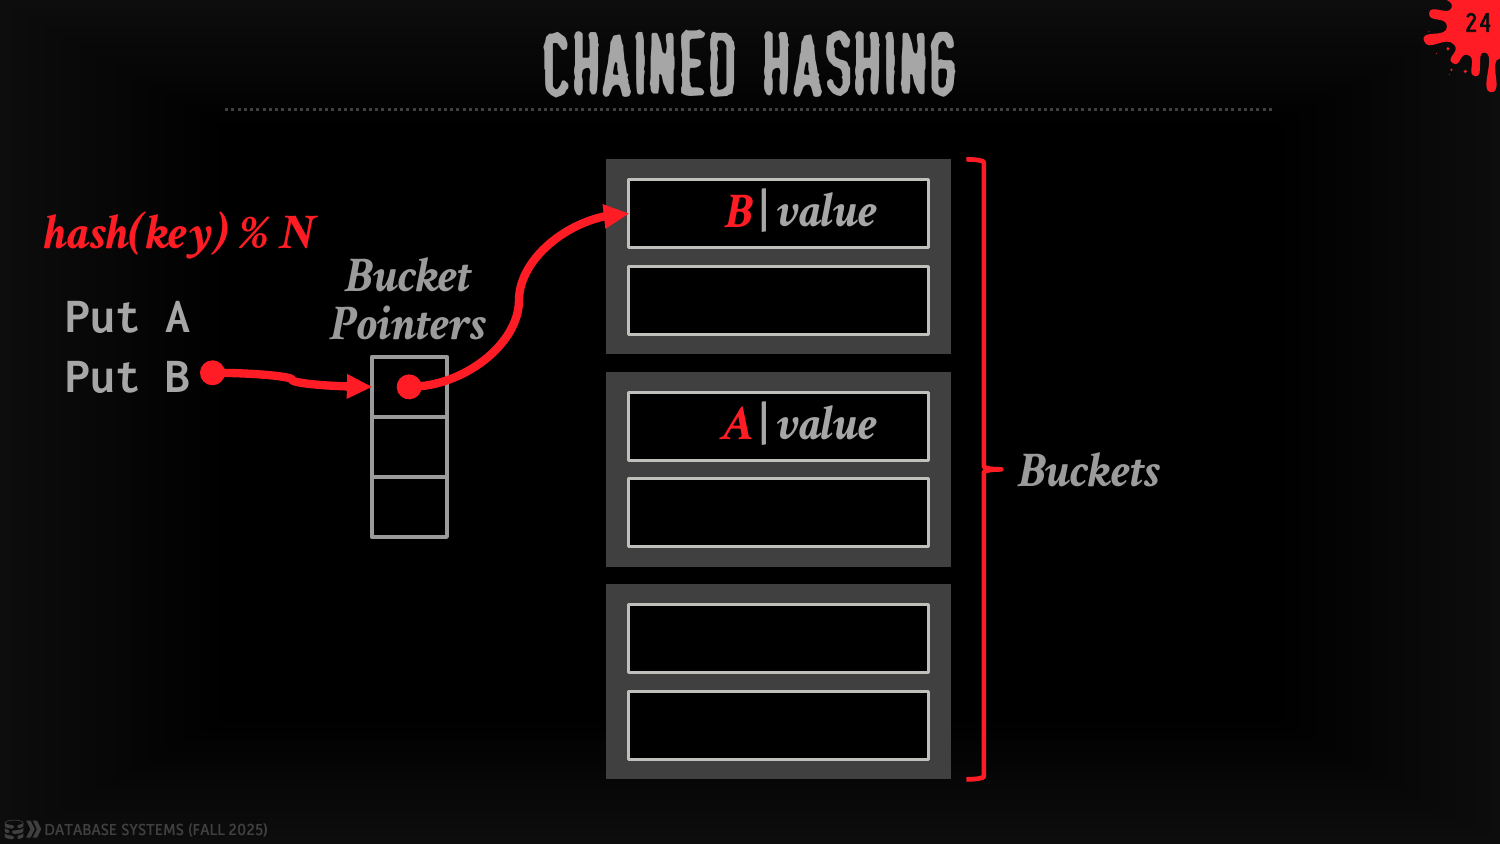 24
CHAINED HASHING
hash(key) % N
Put A
Put B
Bucket
Pointers
B|value
A|value
Buckets
DATABASE SYSTEMS (FALL 2025)